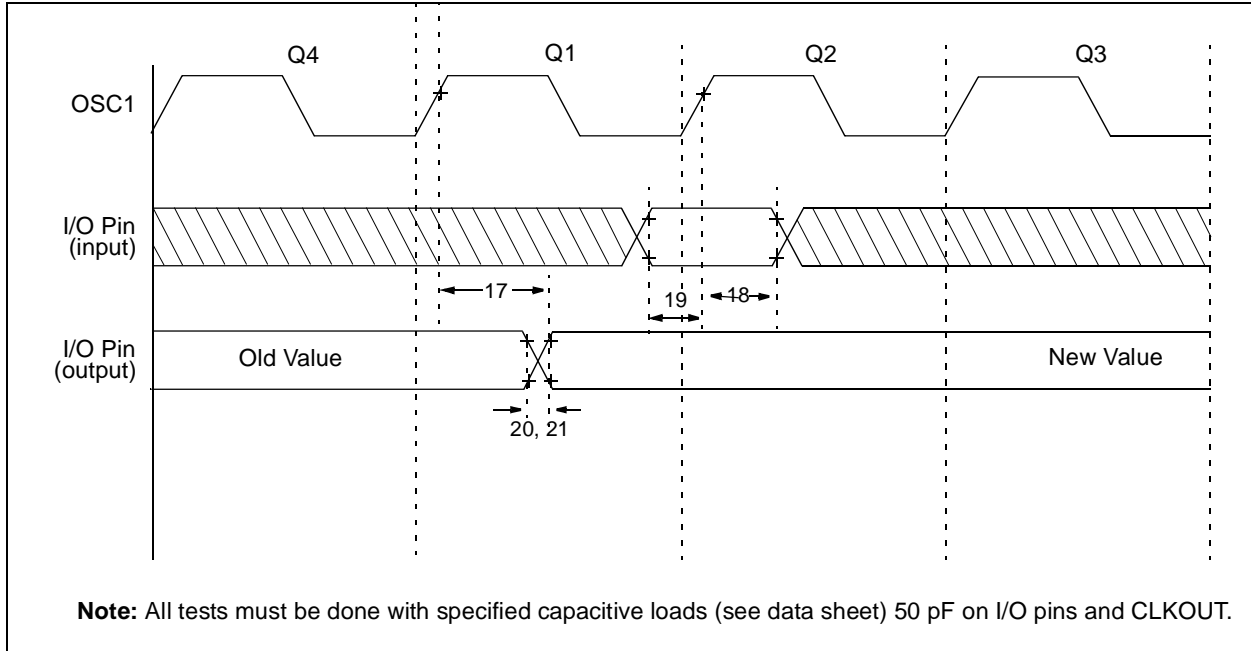 Q4 Q1 Q2 Q3
OSC1
I/O Pin
(input)
17
19
18
I/O Pin
(output)
Old Value
New Value
20, 21
Note: All tests must be done with specified capacitive loads (see data sheet) 50 pF on I/O pins and CLKOUT.